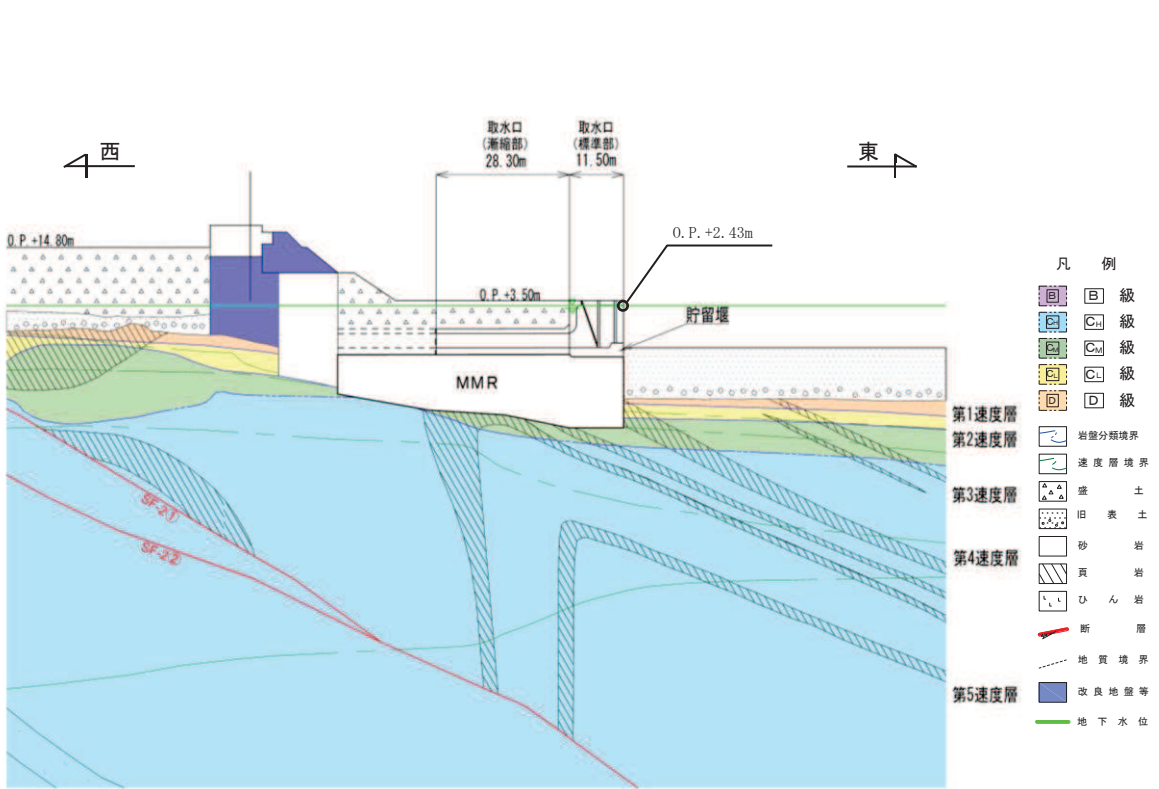 取水口
(漸縮部)
28.30m
取水口
(標準部)
11.50m
西
東
O.P.+14.80m
O.P.+2.43m
O.P.+3.50m
貯留堰
MMR
SF-2①
SF-2②
第1速度層
第2速度層
第3速度層
第4速度層
第5速度層
凡 例
B B 級
CH CH 級
CM CM 級
CL CL 級
D D 級
岩盤分類境界
速度層境界
盛 土
旧 表 土
砂 岩
頁 岩
ひ ん 岩
断 層
地 質 境 界
改 良 地 盤 等
地 下 水 位